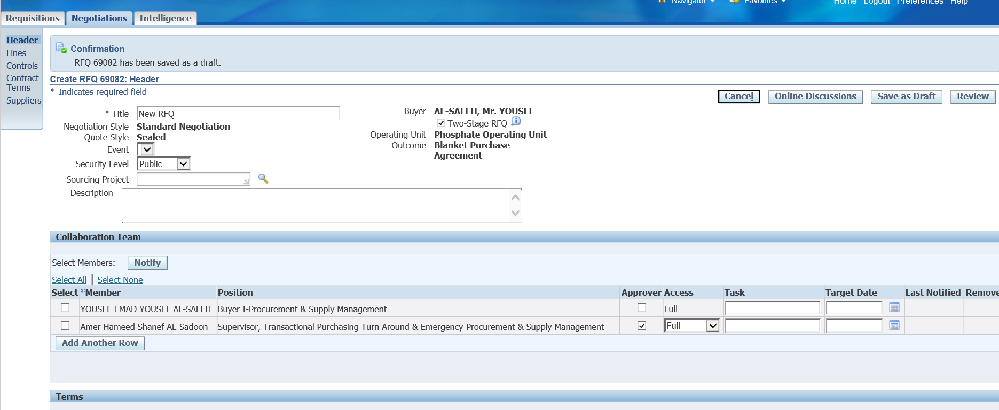 Navigator Favorites Home Logout Preferences Help
Requisitions Negotiations Intelligence
Header
Lines
Controls
Contract
Terms
Suppliers
Confirmation
RFQ 69082 has been saved as a draft.
Create RFQ 69082: Header
* Indicates required field
Cancel Online Discussions Save as Draft Review
* Title New RFQ
Negotiation Style Standard Negotiation
Quote Style Sealed
Event
Security Level Public
Sourcing Project
Description
Buyer AL-SALEH, Mr. YOUSEF
Two-Stage RFQ
Operating Unit Phosphate Operating Unit
Outcome Blanket Purchase
Agreement
Collaboration Team
Select Members: Notify
Select All | Select None
Select *Member Position Approver Access Task Target Date Last Notified Remove
YOUSEF EMAD YOUSEF AL-SALEH Buyer I-Procurement & Supply Management Full
Amer Hameed Shanef AL-Sadoon Supervisor, Transactional Purchasing Turn Around & Emergency-Procurement & Supply Management Full
Add Another Row
Terms